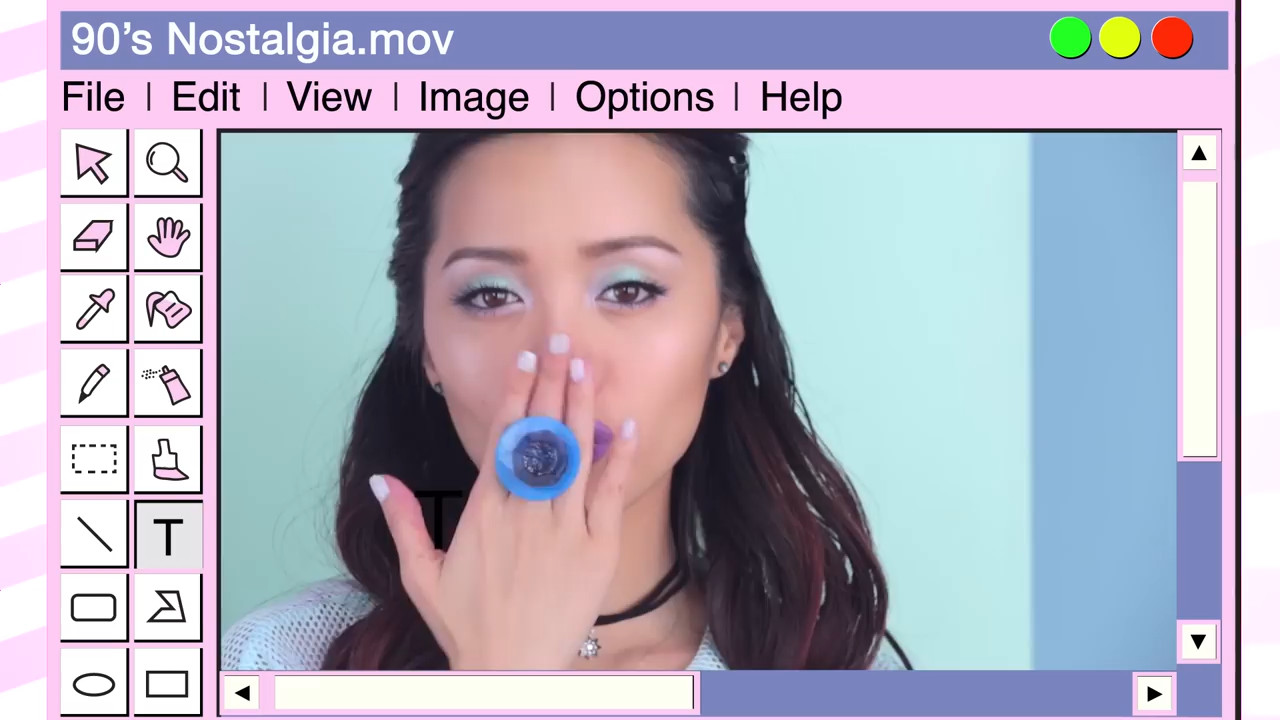 90’s Nostalgia.mov
File | Edit | View | Image | Options | Help
T
T